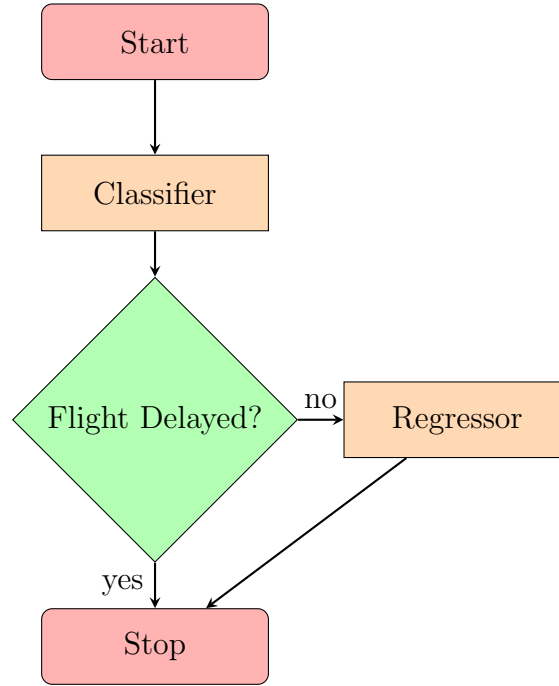 Start
Classifier
Flight Delayed?
no
Regressor
yes
Stop